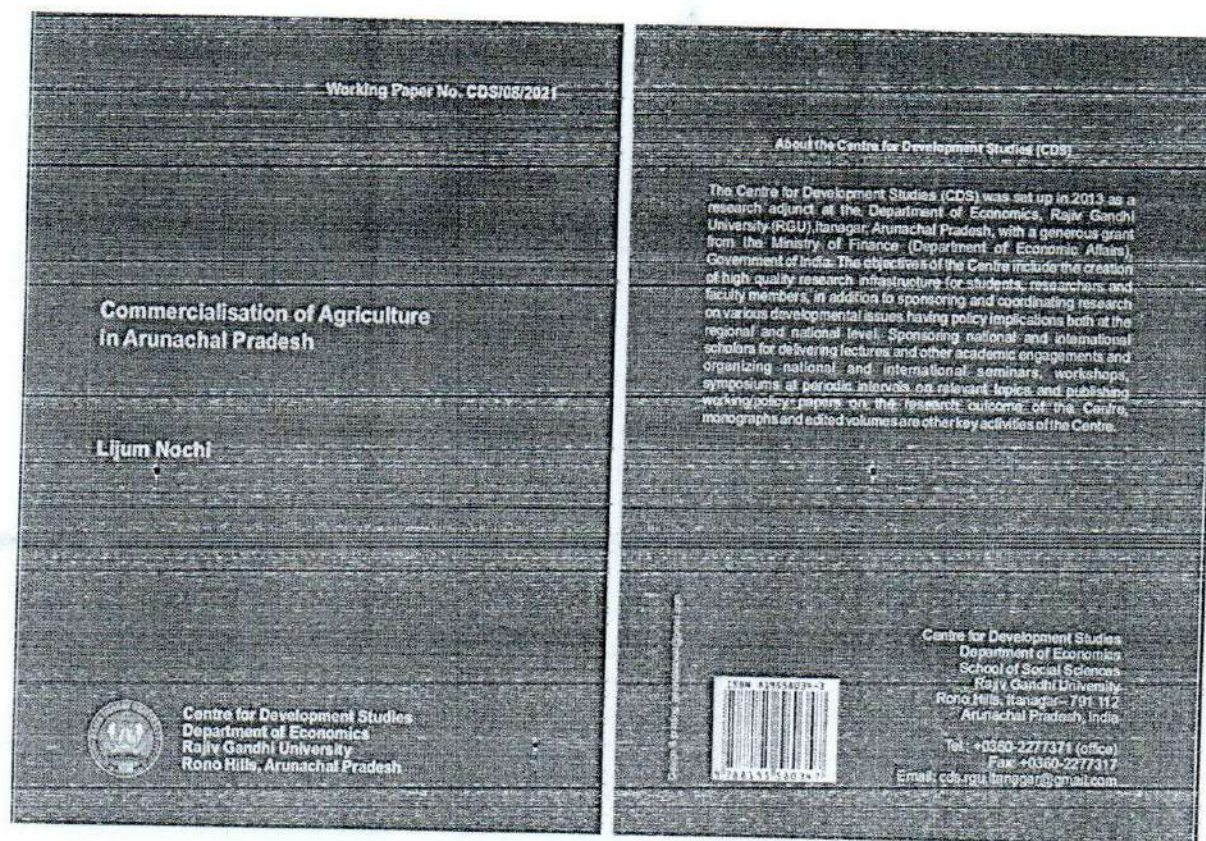 Working Paper No. CDS/08/2021
Commercialisation of Agriculture
in Arunachal Pradesh
Lijum Nochi
Centre for Development Studies
Department of Economics
Rajiv Gandhi University
Rono Hills, Arunachal Pradesh
About the Centre for Development Studies (CDS)
The Centre for Development Studies (CDS) was set up in 2013 as a
research adjunct at the Department of Economics, Rajiv Gandhi
University (RGU),Itanagar, Arunachal Pradesh, with a generous grant
from the Ministry of Finance (Department of Economic Affairs),
Government of India. The objectives of the Centre include the creation
of high quality research infrastructure for students, researchers and
faculty members, in addition to sponsoring and coordinating research
on various developmental issues having policy implications both at the
regional and national level. Sponsoring national and international
scholars for delivering lectures and other academic engagements and
organizing national and international seminars, workshops,
symposiums at periodic intervals on relevant topics and publishing
working/policy papers on the research outcome of the Centre,
monographs and edited volumes are other key activities of the Centre.
Centre for Development Studies
Department of Economics
School of Social Sciences
Rajiv Gandhi University
Rono Hills, Itanagar– 791 112
Arunachal Pradesh, India
Tel : +0360-2277371 (office)
Fax: +0360-2277317
Email: cds.rgu.itanagar@gmail.com
ISBN 819558034-3
9 788195 580347